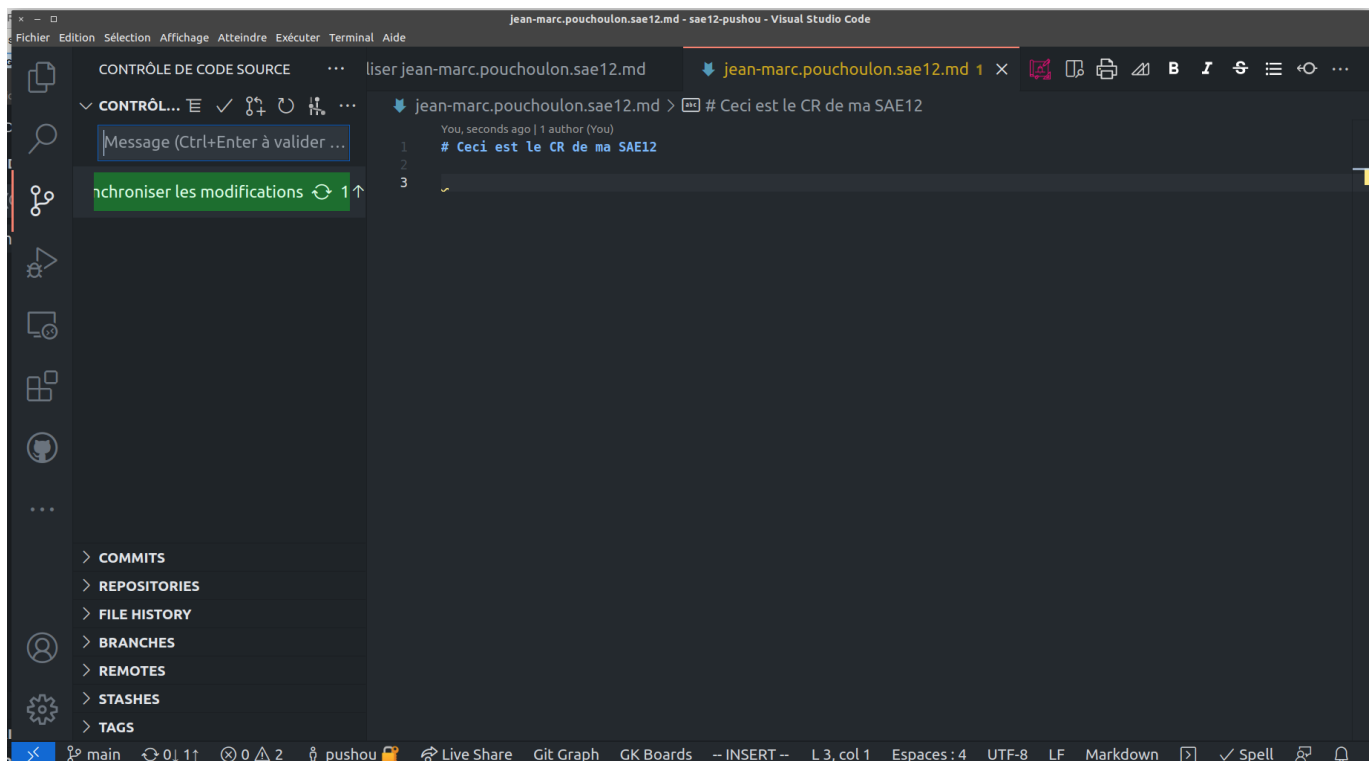 jean-marc.pouchoulon.sae12.md - sae12-pushou - Visual Studio Code
Fichier Edition Sélection Affichage Atteindre Exécuter Terminal Aide
CONTRÔLE DE CODE SOURCE
liser jean-marc.pouchoulon.sae12.md
jean-marc.pouchoulon.sae12.md 1
B I S
CONTRÔL...
jean-marc.pouchoulon.sae12.md > abc # Ceci est le CR de ma SAE12
Message (Ctrl+Enter à valider ...
You, seconds ago | 1 author (You)
1 # Ceci est le CR de ma SAE12
2
3
nchroniser les modifications 1↑
COMMITS
REPOSITORIES
FILE HISTORY
BRANCHES
REMOTES
STASHES
TAGS
main 0↓ 1↑ 0 2 pushou Live Share Git Graph GK Boards -- INSERT -- L 3, col 1 Espaces : 4 UTF-8 LF Markdown Spell